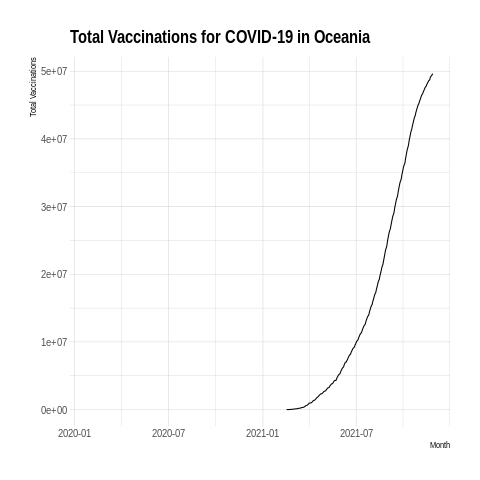 Total Vaccinations for COVID-19 in Oceania
Total Vaccinations
5e+07
4e+07
3e+07
2e+07
1e+07
0e+00
2020-01 2020-07 2021-01 2021-07
Month